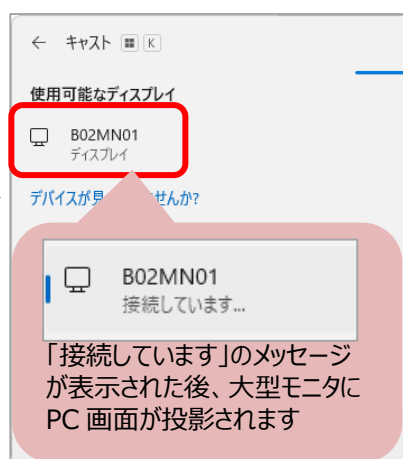 ← キャスト K
使用可能なディスプレイ
B02MN01
ディスプレイ
デバイスが見 せんか?
B02MN01
接続しています...
「接続しています」のメッセージ
が表示された後、大型モニタに
PC 画面が投影されます